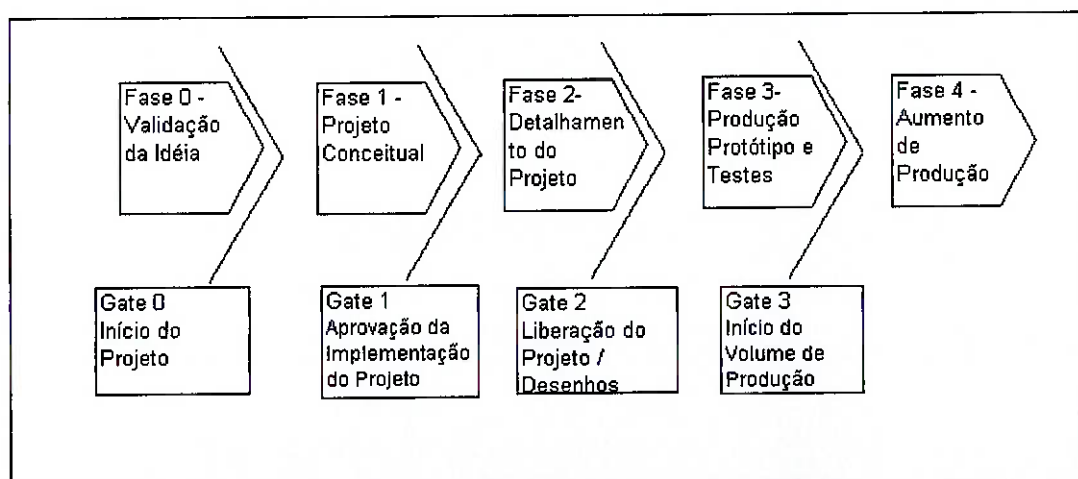 Fase 0 -
Validação
da Idéia
Fase 1 -
Projeto
Conceitual
Fase 2-
Detalhamen
to do
Projeto
Fase 3-
Produção
Protótipo e
Testes
Fase 4 -
Aumento
de
Produção
Gate 0
Início do
Projeto
Gate 1
Aprovação da
Implementação
do Projeto
Gate 2
Liberação do
Projeto /
Desenhos
Gate 3
Início do
Volume de
Produção